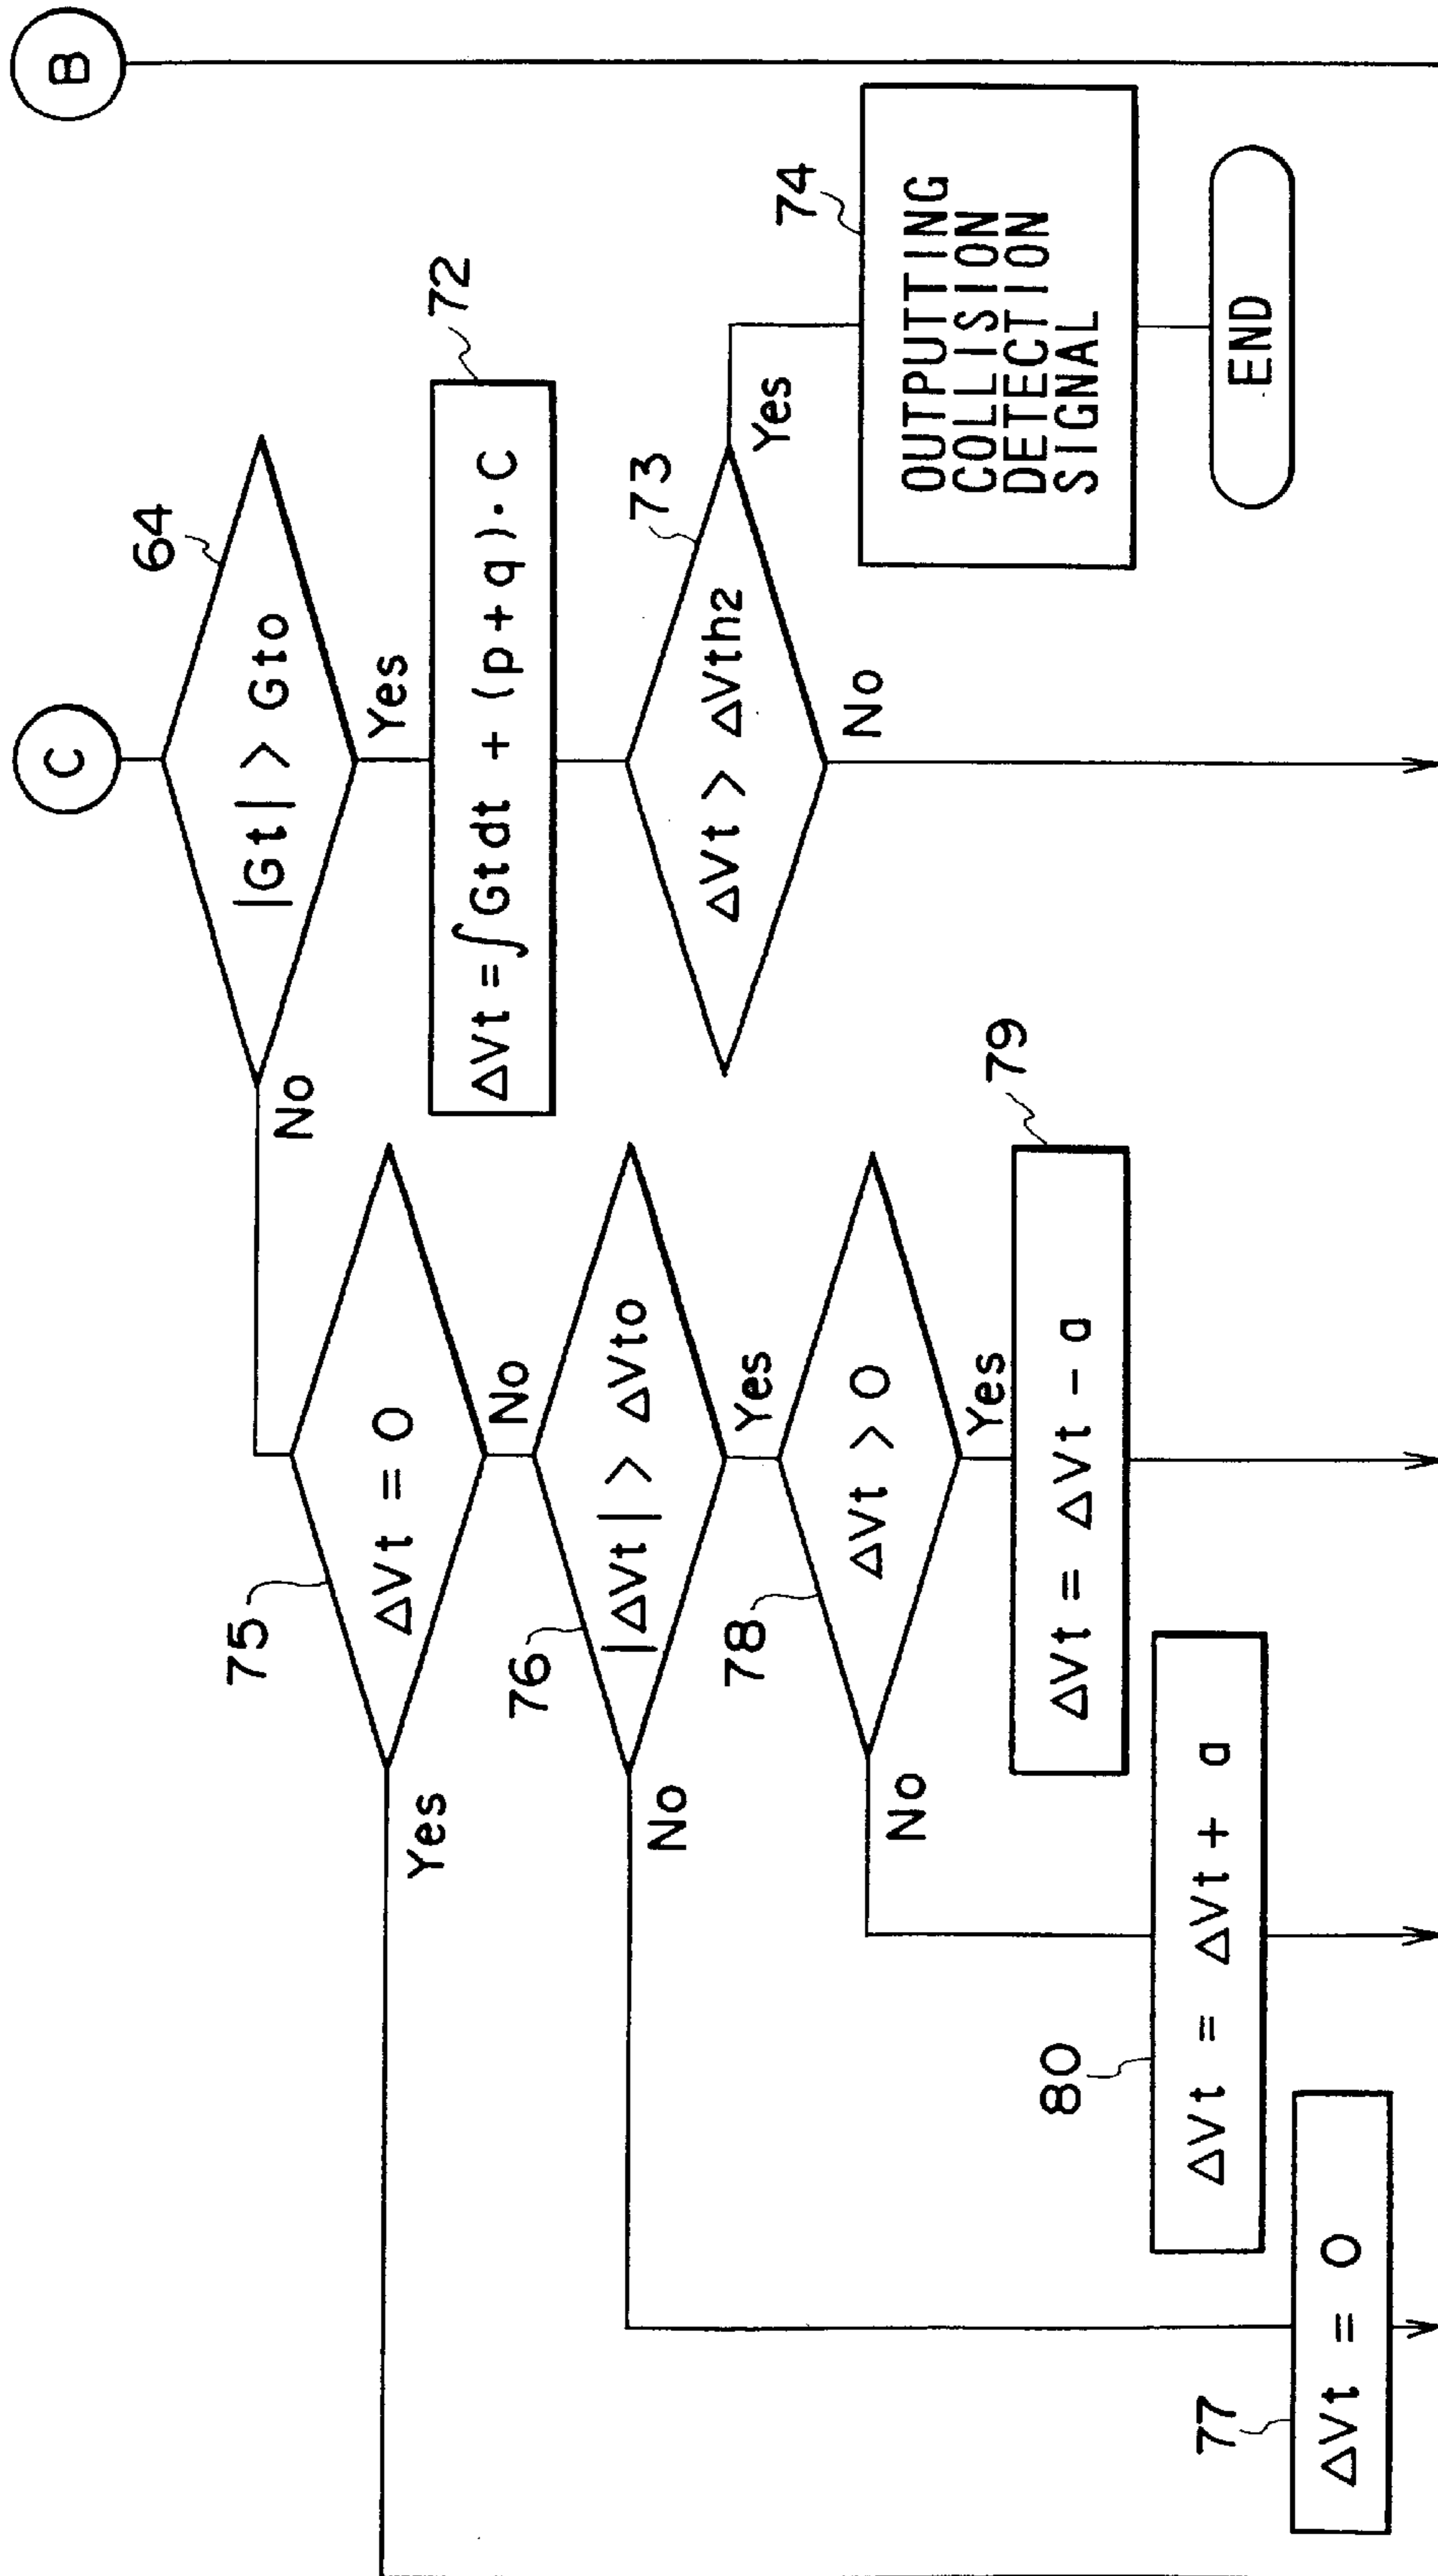 C
B
64
|Gt| > Gto
No
Yes
72
ΔVt = ∫Gtdt + (p + q)· C
73
ΔVt > ΔVth2
Yes
No
74
OUTPUTTING
COLLISION
DETECTION
SIGNAL
END
75
ΔVt = 0
Yes
No
76
|ΔVt| > ΔVto
No
Yes
78
ΔVt > 0
No
Yes
79
ΔVt = ΔVt - a
80
ΔVt = ΔVt + a
77
ΔVt = 0